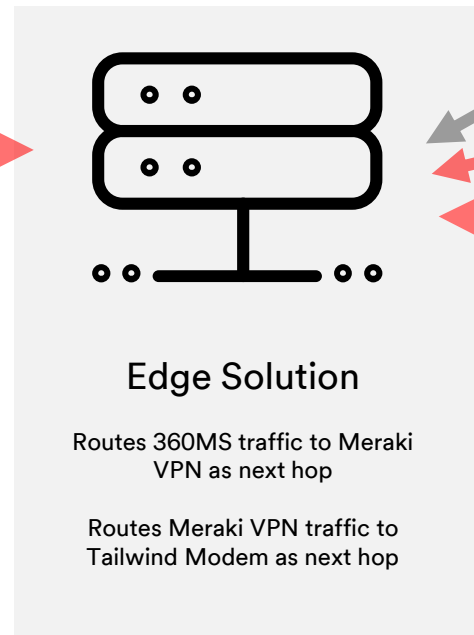 Edge Solution
Routes 360MS traffic to Meraki
VPN as next hop
Routes Meraki VPN traffic to
Tailwind Modem as next hop